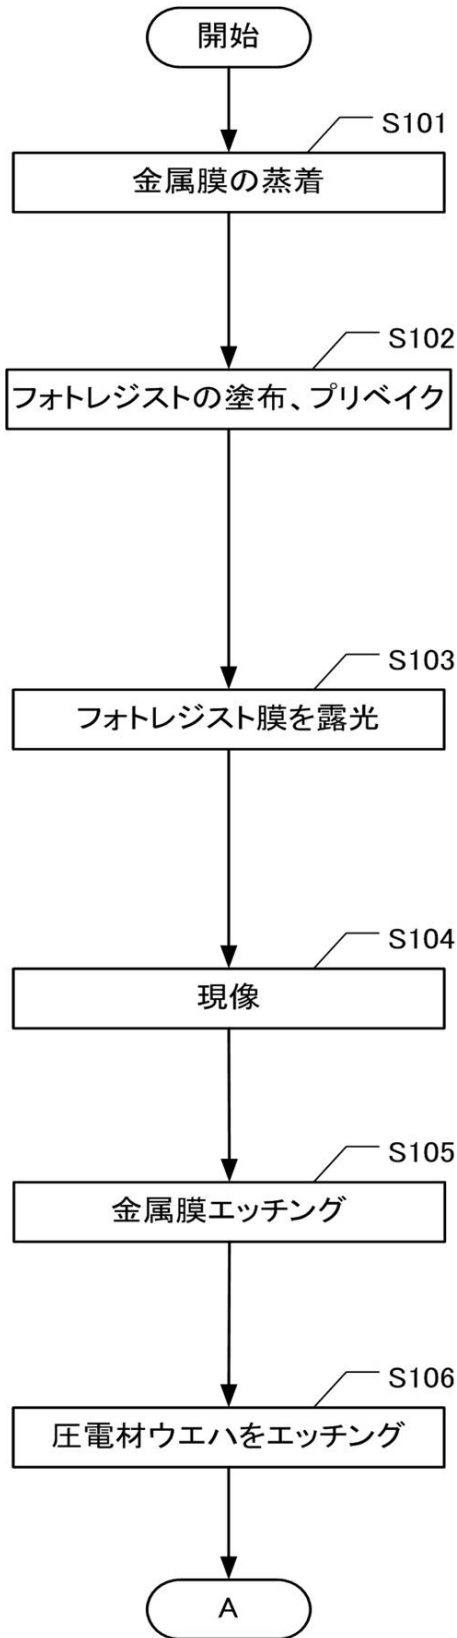 開始
S101
金属膜の蒸着
S102
フォトレジストの塗布、プリベイク
S103
フォトレジスト膜を露光
S104
現像
S105
金属膜エッチング
S106
圧電材ウエハをエッチング
A